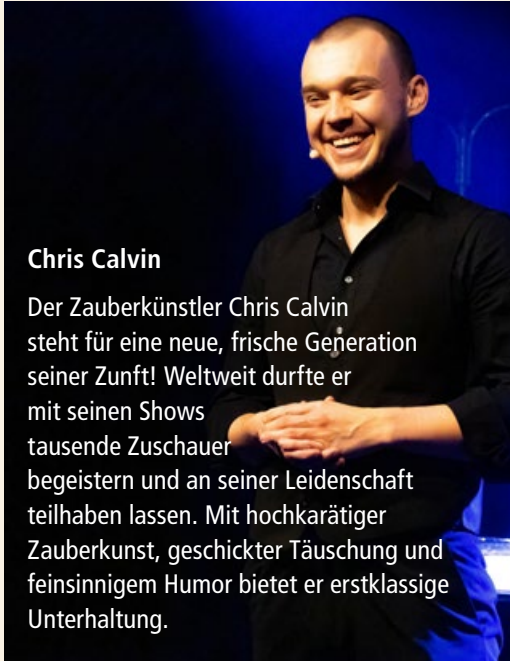 Chris Calvin
Der Zauberkünstler Chris Calvin
steht für eine neue, frische Generation
seiner Zunft! Weltweit durfte er
mit seinen Shows
tausende Zuschauer
begeistern und an seiner Leidenschaft
teilhaben lassen. Mit hochkarätiger
Zauberkunst, geschickter Täuschung und
feinsinnigem Humor bietet er erstklassige
Unterhaltung.